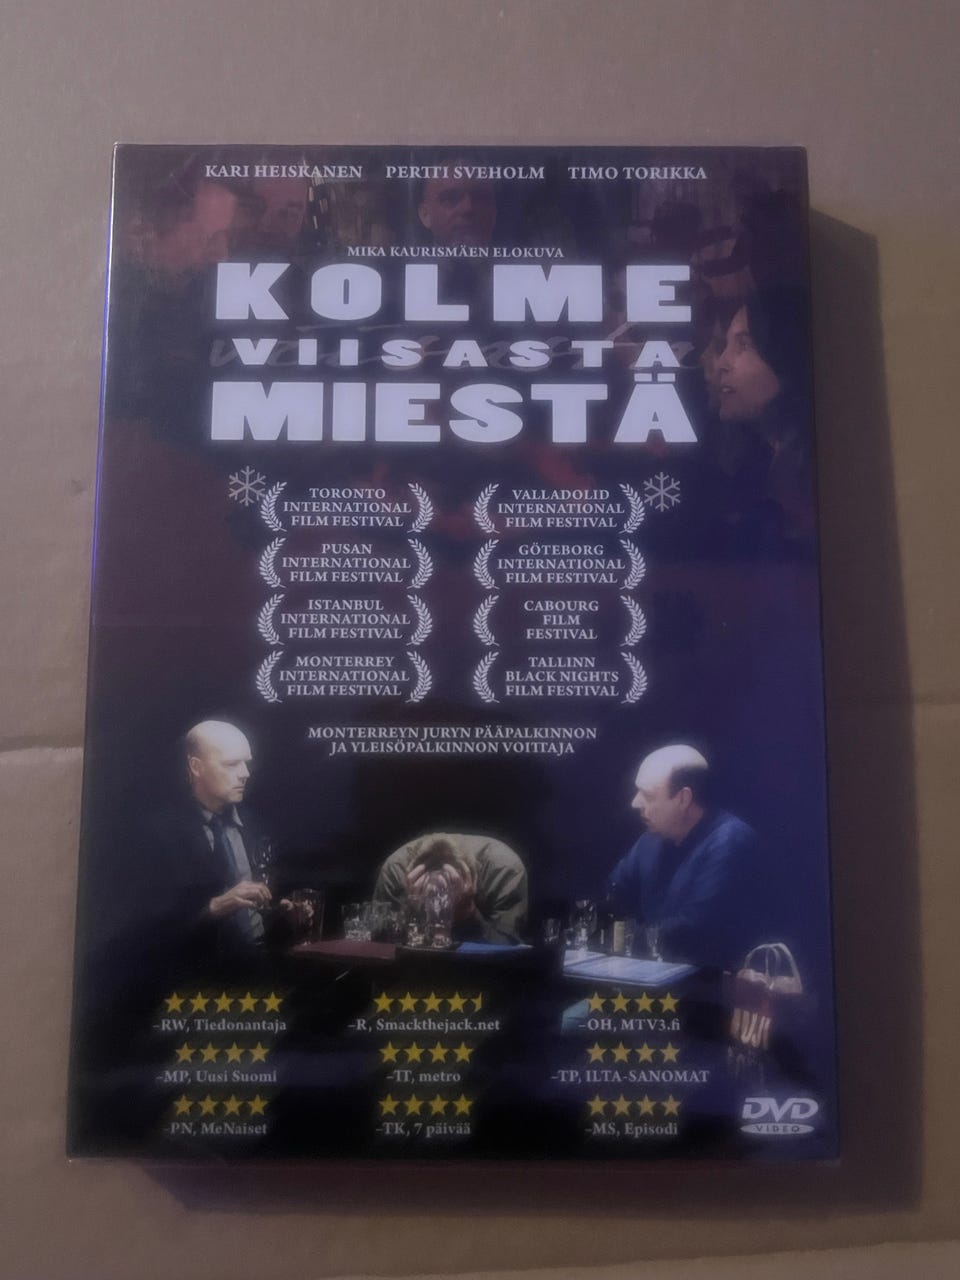 KARI HEISKANEN PERTTI SVEHOLM TIMO TORIKKA
MIKA KAURISMÄEN ELOKUVA
KOLME
VIISASTA
MIESTÄ
TORONTO
INTERNATIONAL
FILM FESTIVAL
VALLADOLID
INTERNATIONAL
FILM FESTIVAL
PUSAN
INTERNATIONAL
FILM FESTIVAL
GÖTEBORG
INTERNATIONAL
FILM FESTIVAL
ISTANBUL
INTERNATIONAL
FILM FESTIVAL
CABOURG
FILM
FESTIVAL
MONTERREY
INTERNATIONAL
FILM FESTIVAL
TALLINN
BLACK NIGHTS
FILM FESTIVAL
MONTERREYN JURYN PÄÄPALKINNON
JA YLEISÖPALKINNON VOITTAJA
–RW, Tiedonantaja
–R, Smackthejack.net
–OH, MTV3.fi
–MP, Uusi Suomi
–TT, metro
–TP, ILTA-SANOMAT
–PN, MeNaiset
–TK, 7 päivää
–MS, Episodi
DVD
VIDEO